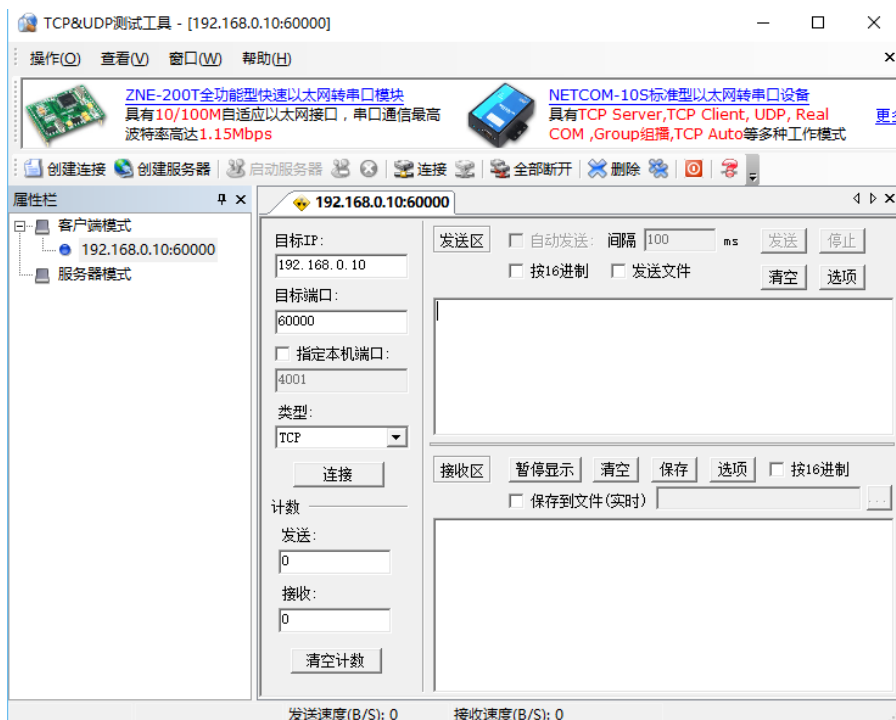 TCP&UDP测试工具 - [192.168.0.10:60000]
操作(O) 查看(V) 窗口(W) 帮助(H)
ZNE-200T全功能型快速以太网转串口模块
具有10/100M自适应以太网接口，串口通信最高
波特率高达1.15Mbps
NETCOM-10S标准型以太网转串口设备
具有TCP Server,TCP Client, UDP, Real
COM ,Group组播,TCP Auto等多种工作模式
创建连接 创建服务器 启动服务器 连接 全部断开 删除
属性栏
客户端模式
192.168.0.10:60000
服务器模式
192.168.0.10:60000
目标IP:
192.168.0.10
目标端口:
60000
指定本机端口:
4001
类型:
TCP
连接
计数
发送:
0
接收:
0
清空计数
发送区 自动发送: 间隔 100 ms 发送 停止
按16进制 发送文件 清空 选项
接收区 暂停显示 清空 保存 选项 按16进制
保存到文件(实时) ...
发送速度(B/S): 0 接收速度(B/S): 0